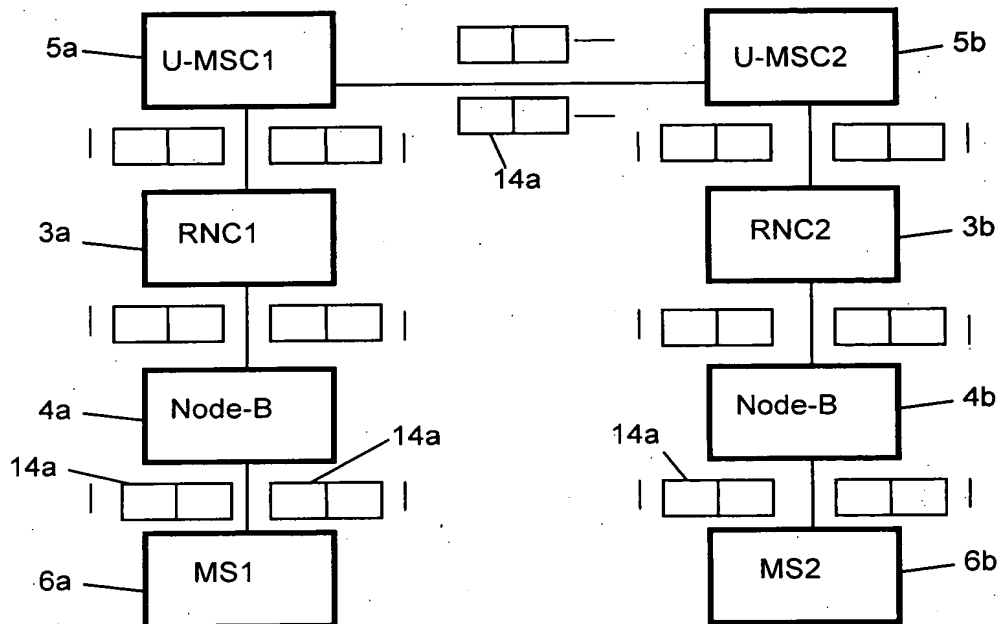 5a
U-MSC1
U-MSC2
5b
14a
3a
RNC1
RNC2
3b
4a
Node-B
Node-B
4b
14a
14a
14a
6a
MS1
MS2
6b